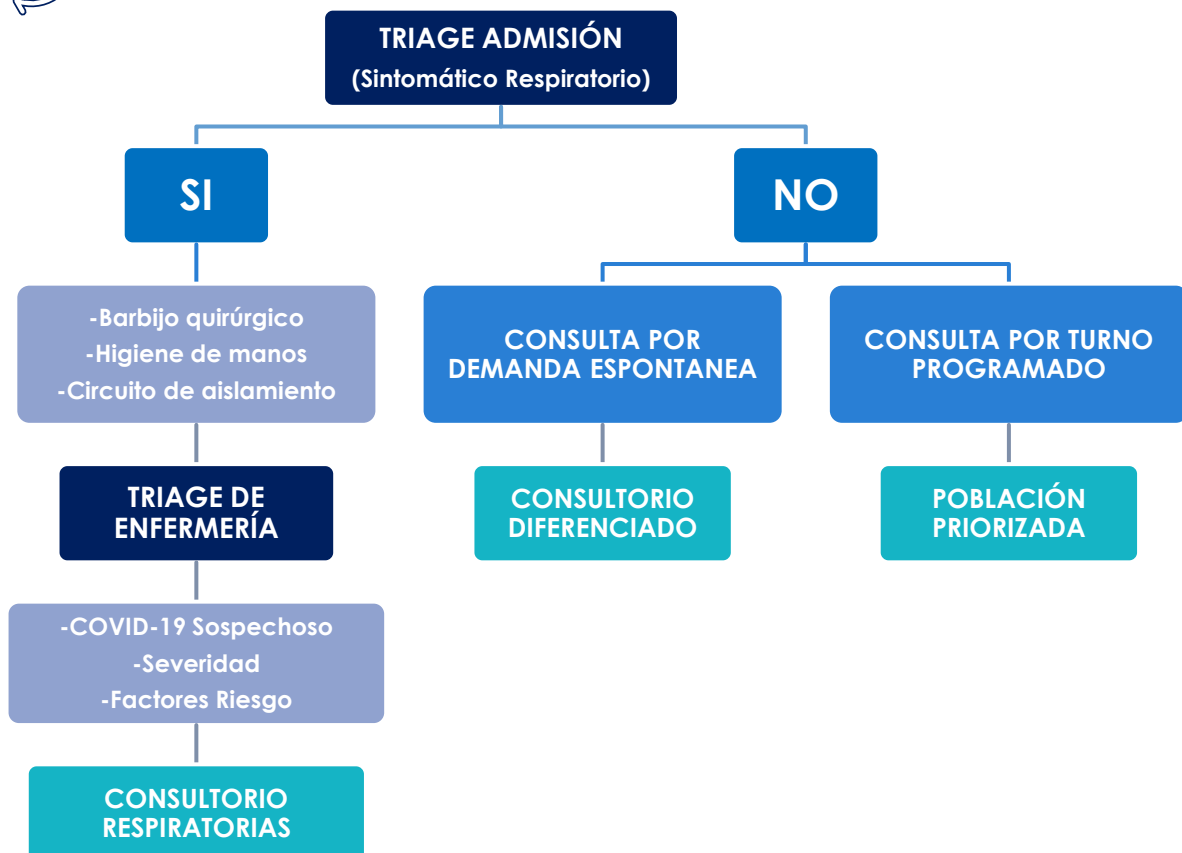 TRIAGE ADMISIÓN
(Sintomático Respiratorio)
SI
NO
-Barbijo quirúrgico
-Higiene de manos
-Circuito de aislamiento
CONSULTA POR
DEMANDA ESPONTANEA
CONSULTA POR TURNO
PROGRAMADO
TRIAGE DE
ENFERMERÍA
CONSULTORIO
DIFERENCIADO
POBLACIÓN
PRIORIZADA
-COVID-19 Sospechoso
-Severidad
-Factores Riesgo
CONSULTORIO
RESPIRATORIAS